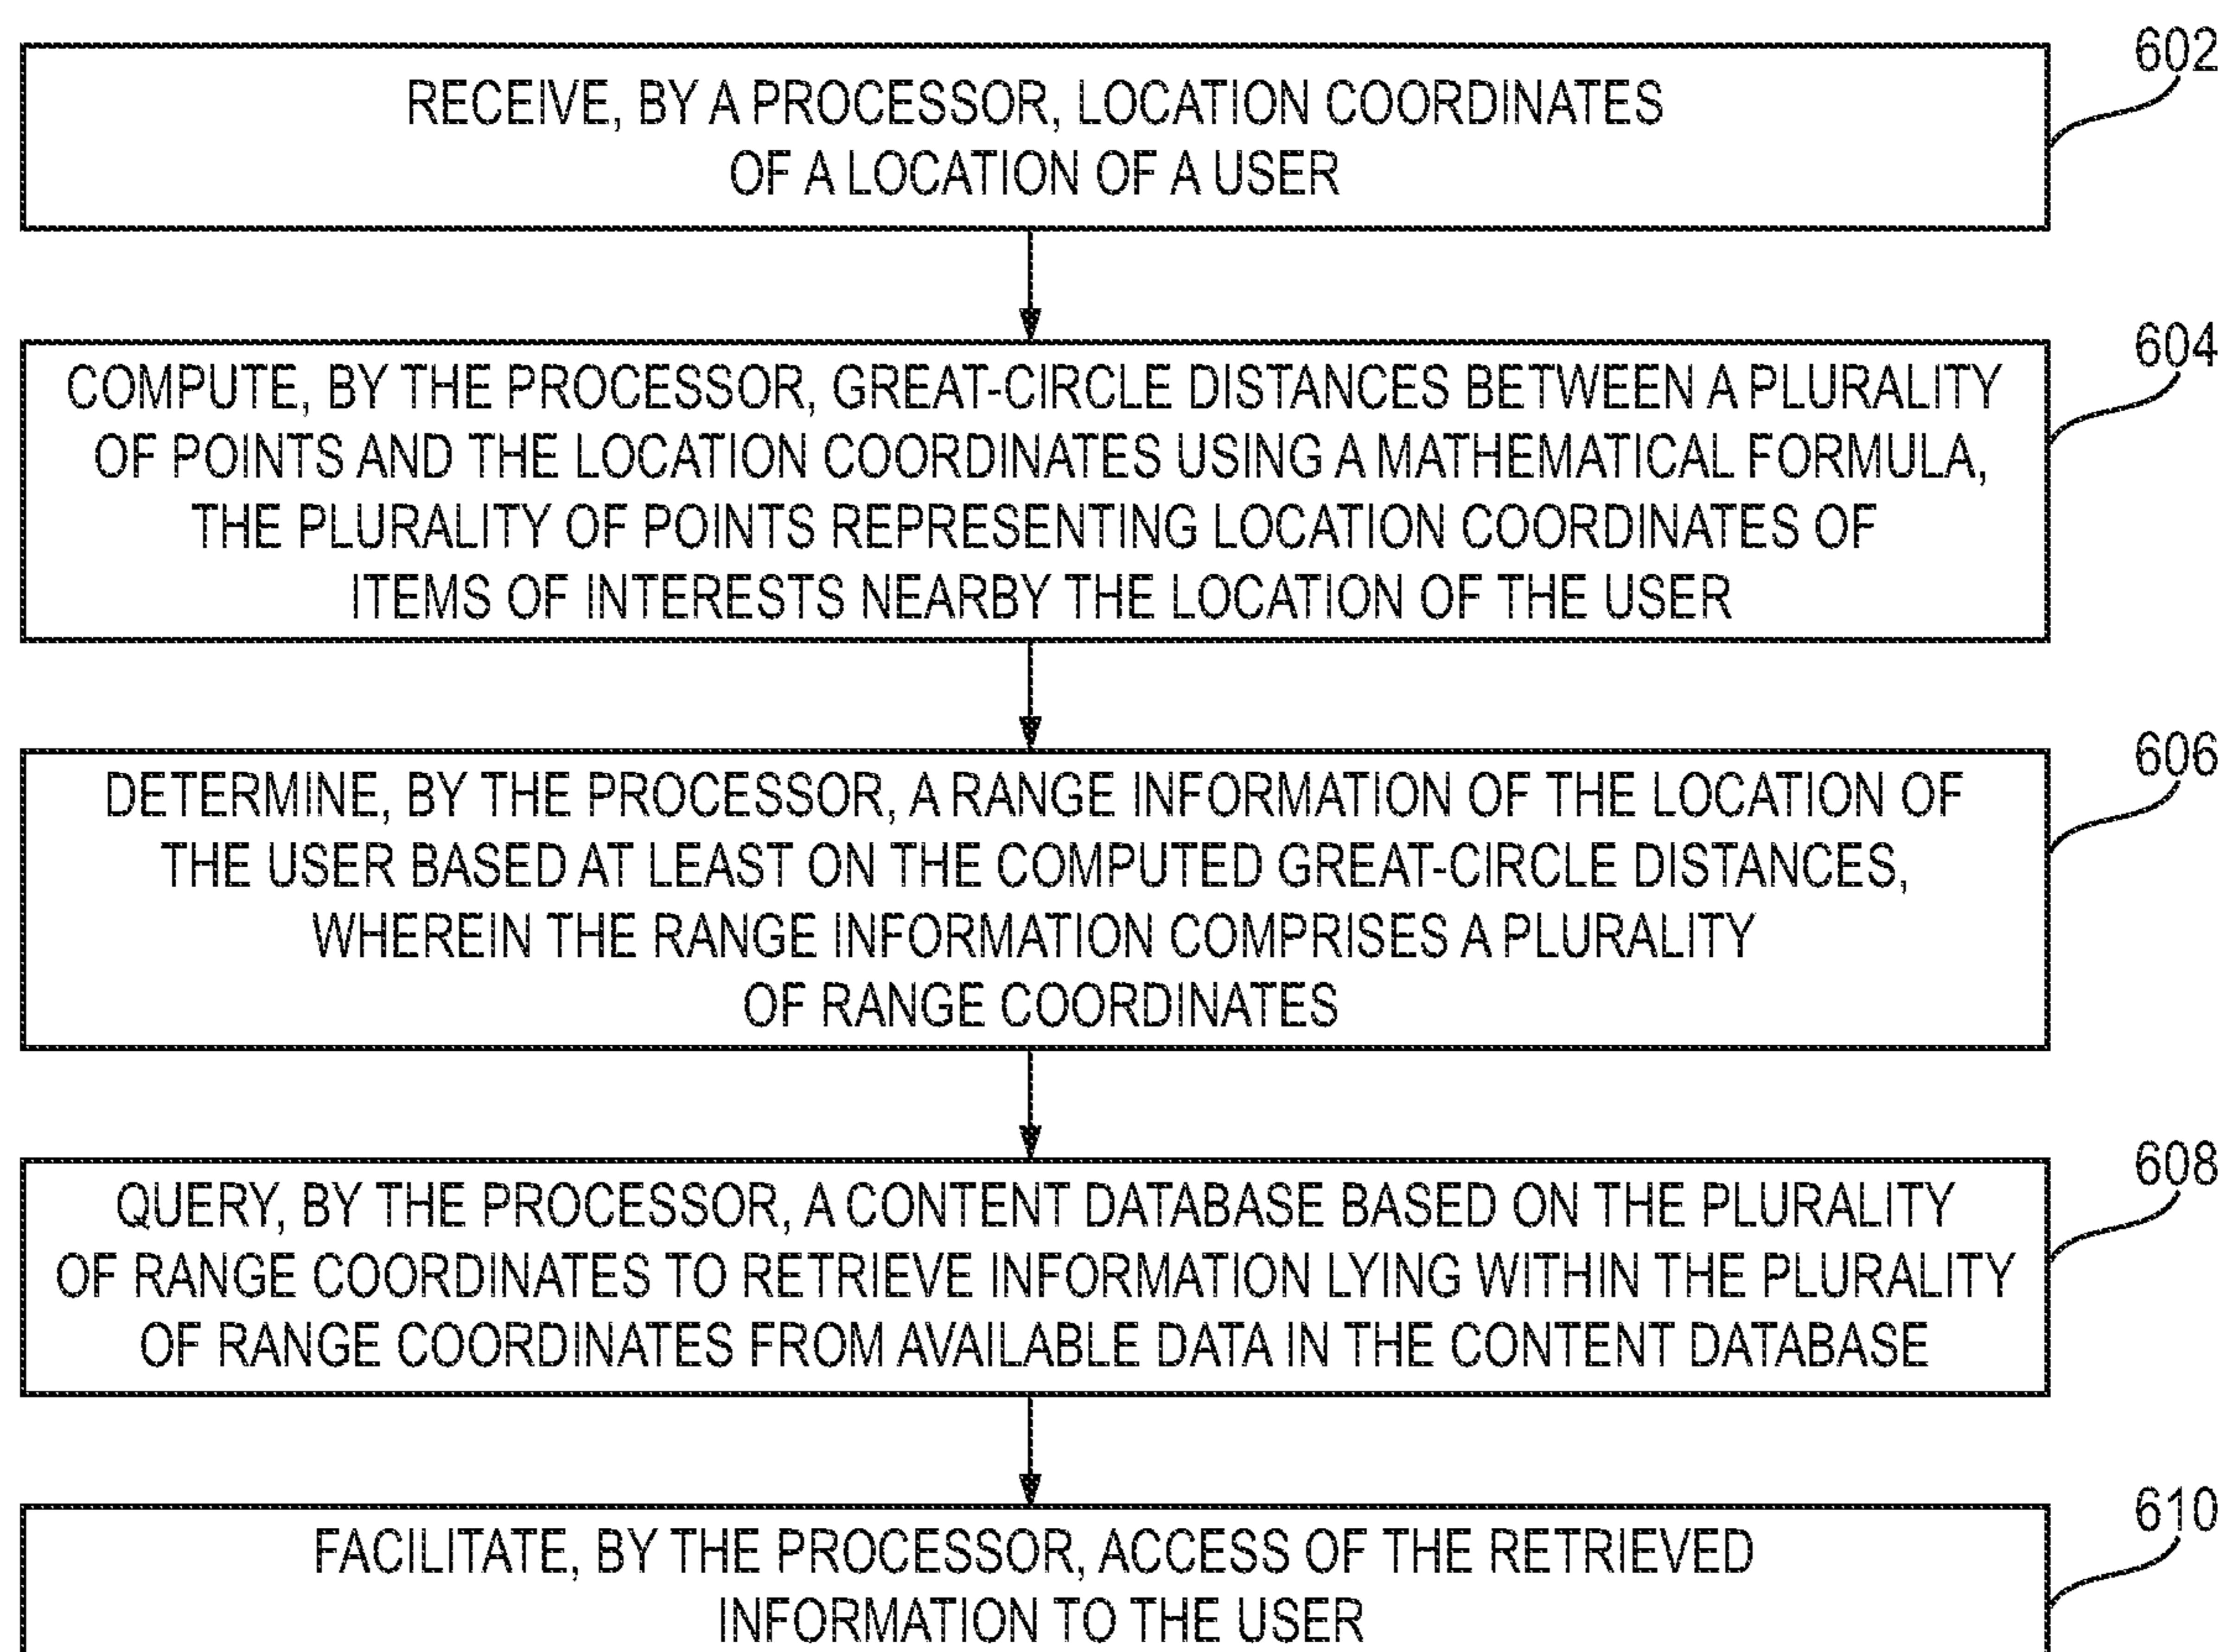 602
RECEIVE, BY A PROCESSOR, LOCATION COORDINATES
OF A LOCATION OF A USER
604
COMPUTE, BY THE PROCESSOR, GREAT-CIRCLE DISTANCES BETWEEN A PLURALITY
OF POINTS AND THE LOCATION COORDINATES USING A MATHEMATICAL FORMULA,
THE PLURALITY OF POINTS REPRESENTING LOCATION COORDINATES OF
ITEMS OF INTERESTS NEARBY THE LOCATION OF THE USER
606
DETERMINE, BY THE PROCESSOR, A RANGE INFORMATION OF THE LOCATION OF
THE USER BASED AT LEAST ON THE COMPUTED GREAT-CIRCLE DISTANCES,
WHEREIN THE RANGE INFORMATION COMPRISES A PLURALITY
OF RANGE COORDINATES
608
QUERY, BY THE PROCESSOR, A CONTENT DATABASE BASED ON THE PLURALITY
OF RANGE COORDINATES TO RETRIEVE INFORMATION LYING WITHIN THE PLURALITY
OF RANGE COORDINATES FROM AVAILABLE DATA IN THE CONTENT DATABASE
610
FACILITATE, BY THE PROCESSOR, ACCESS OF THE RETRIEVED
INFORMATION TO THE USER